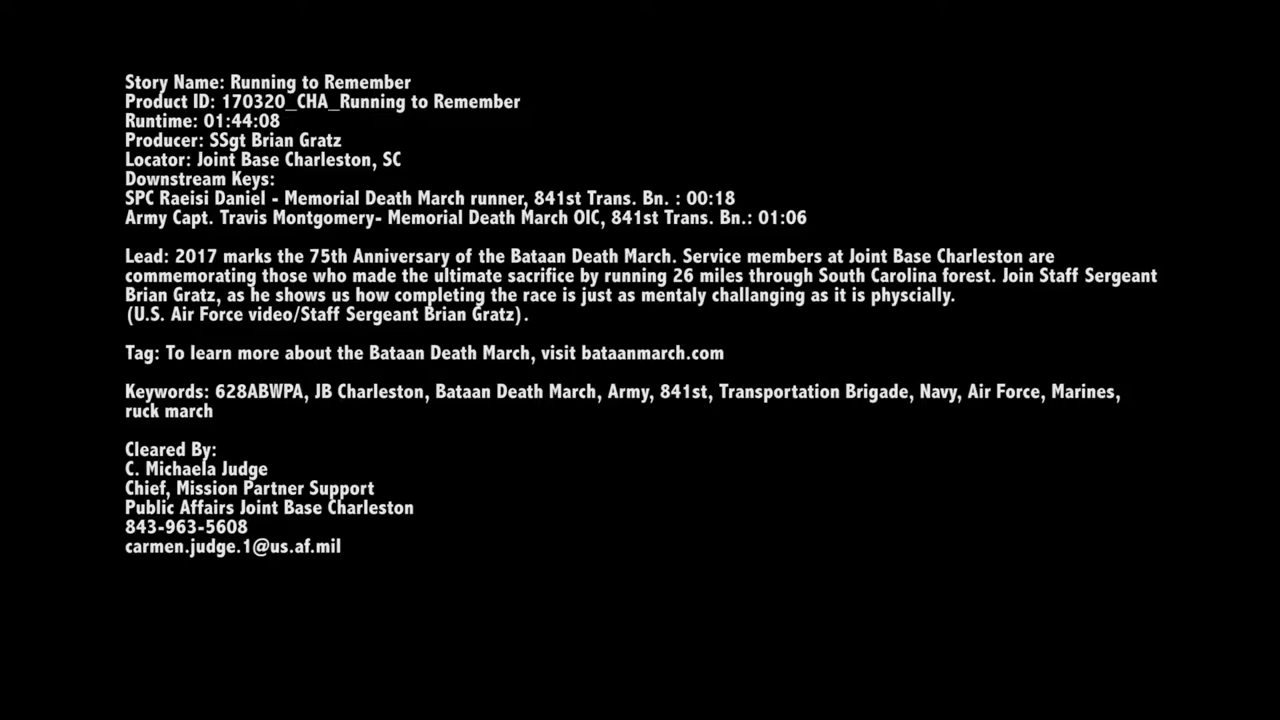 Story Name: Running to Remember
Product ID: 170320_CHA_Running to Remember
Runtime: 01:44:08
Producer: SSgt Brian Gratz
Locator: Joint Base Charleston, SC
Downstream Keys:
SPC Raeisi Daniel - Memorial Death March runner, 841st Trans. Bn. : 00:18
Army Capt. Travis Montgomery- Memorial Death March OIC, 841st Trans. Bn.: 01:06
Lead: 2017 marks the 75th Anniversary of the Bataan Death March. Service members at Joint Base Charleston are
commemorating those who made the ultimate sacrifice by running 26 miles through South Carolina forest. Join Staff Sergeant
Brian Gratz, as he shows us how completing the race is just as mentaly challanging as it is physcially.
(U.S. Air Force video/Staff Sergeant Brian Gratz).
Tag: To learn more about the Bataan Death March, visit bataanmarch.com
Keywords: 628ABWPA, JB Charleston, Bataan Death March, Army, 841st, Transportation Brigade, Navy, Air Force, Marines,
ruck march
Cleared By:
C. Michaela Judge
Chief, Mission Partner Support
Public Affairs Joint Base Charleston
843-963-5608
carmen.judge.1@us.af.mil